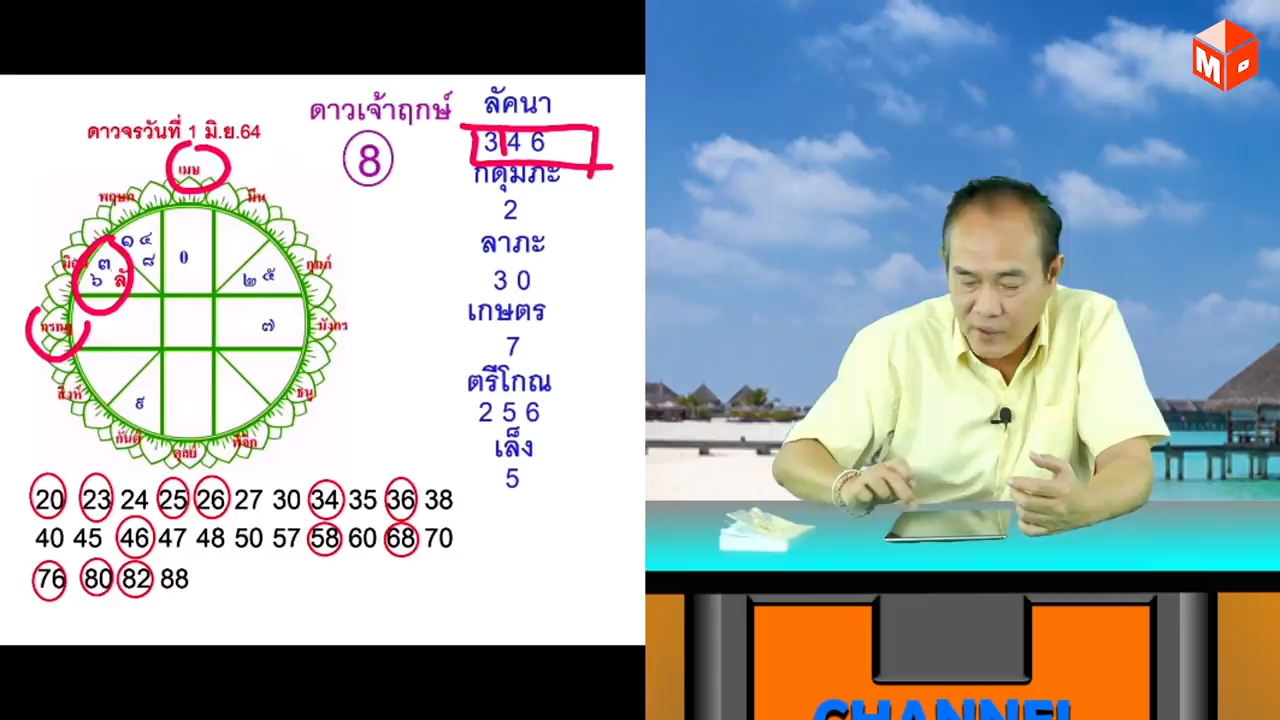 ดาวเจ้าฤกษ์
8
ดาวจรวันที่ 1 มิ.ย.64
เมษ
พฤษภ
มีน
มิถุน
กุมภ์
กรกฎ
มังกร
สิงห์
ธนู
กันย์
ตุลย์
พิจิก
๑ ๔
๘
0
๓
๖ ลั
๒ ๕
๗
๙
ลัคนา
3 4 6
กดุมภะ
2
ลาภะ
3 0
เกษตร
7
ตรีโกณ
2 5 6
เล็ง
5
20 23 24 25 26 27 30 34 35 36 38
40 45 46 47 48 50 57 58 60 68 70
76 80 82 88
M
CHANNEL